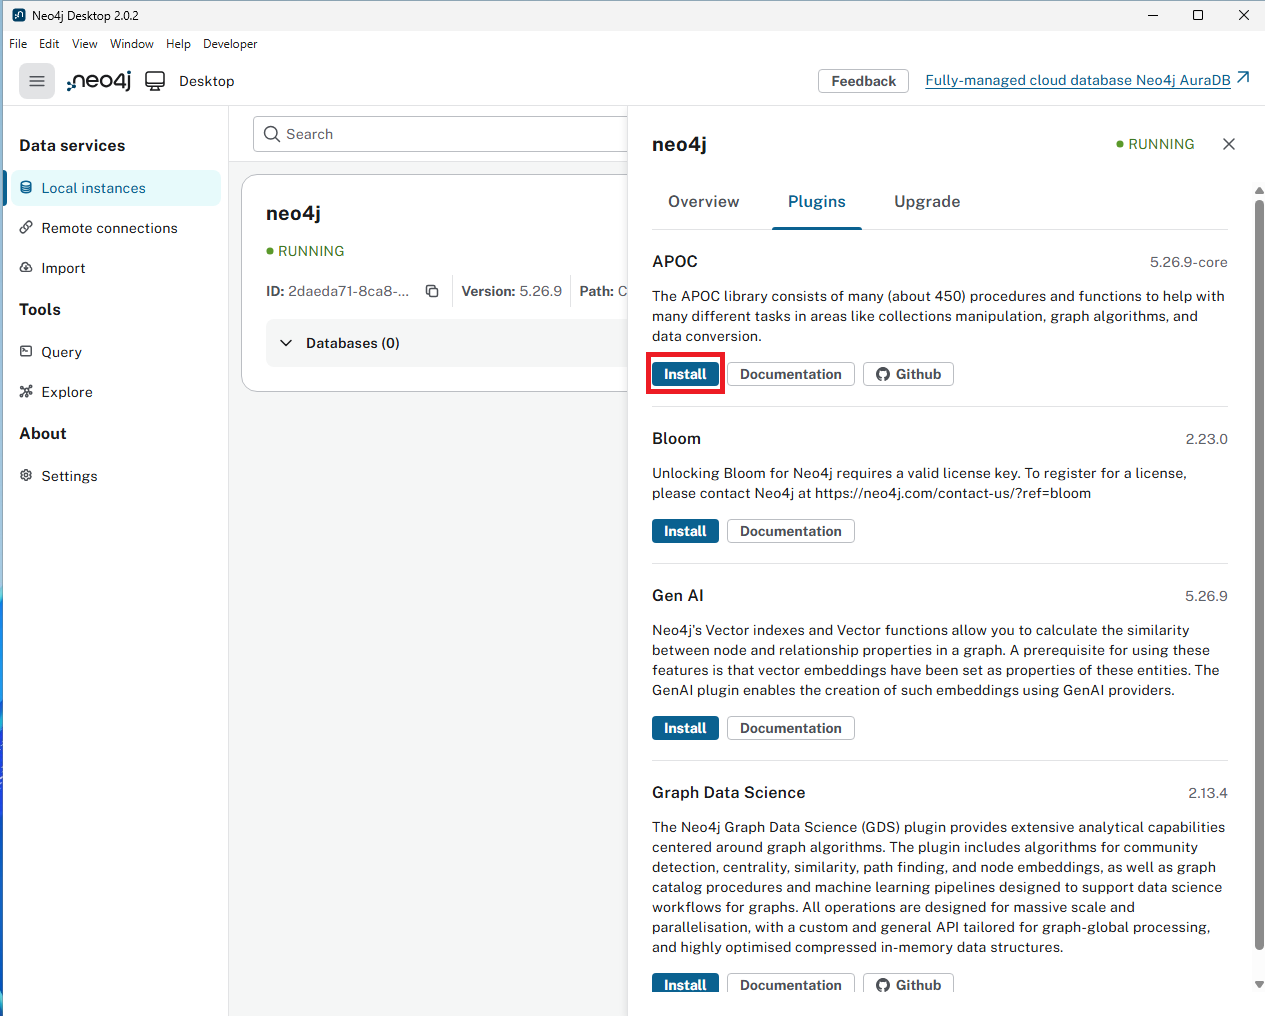 Neo4j Desktop 2.0.2
File Edit View Window Help Developer
neo4j Desktop
Feedback
Fully-managed cloud database Neo4j AuraDB
Data services
Local instances
Remote connections
Import
Tools
Query
Explore
About
Settings
Search
neo4j
RUNNING
ID: 2daeda71-8ca8-...
Version: 5.26.9
Path: C
Databases (0)
neo4j
RUNNING
Overview Plugins Upgrade
APOC
5.26.9-core
The APOC library consists of many (about 450) procedures and functions to help with
many different tasks in areas like collections manipulation, graph algorithms, and
data conversion.
Install Documentation Github
Bloom
2.23.0
Unlocking Bloom for Neo4j requires a valid license key. To register for a license,
please contact Neo4j at https://neo4j.com/contact-us/?ref=bloom
Install Documentation
Gen AI
5.26.9
Neo4j's Vector indexes and Vector functions allow you to calculate the similarity
between node and relationship properties in a graph. A prerequisite for using these
features is that vector embeddings have been set as properties of these entities. The
GenAI plugin enables the creation of such embeddings using GenAI providers.
Install Documentation
Graph Data Science
2.13.4
The Neo4j Graph Data Science (GDS) plugin provides extensive analytical capabilities
centered around graph algorithms. The plugin includes algorithms for community
detection, centrality, similarity, path finding, and node embeddings, as well as graph
catalog procedures and machine learning pipelines designed to support data science
workflows for graphs. All operations are designed for massive scale and
parallelisation, with a custom and general API tailored for graph-global processing,
and highly optimised compressed in-memory data structures.
Install Documentation Github